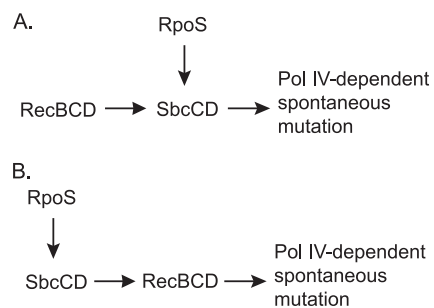 A.
RpoS
RecBCD
SbcCD
Pol IV-dependent
spontaneous
mutation
B.
RpoS
SbcCD
RecBCD
Pol IV-dependent
spontaneous
mutation